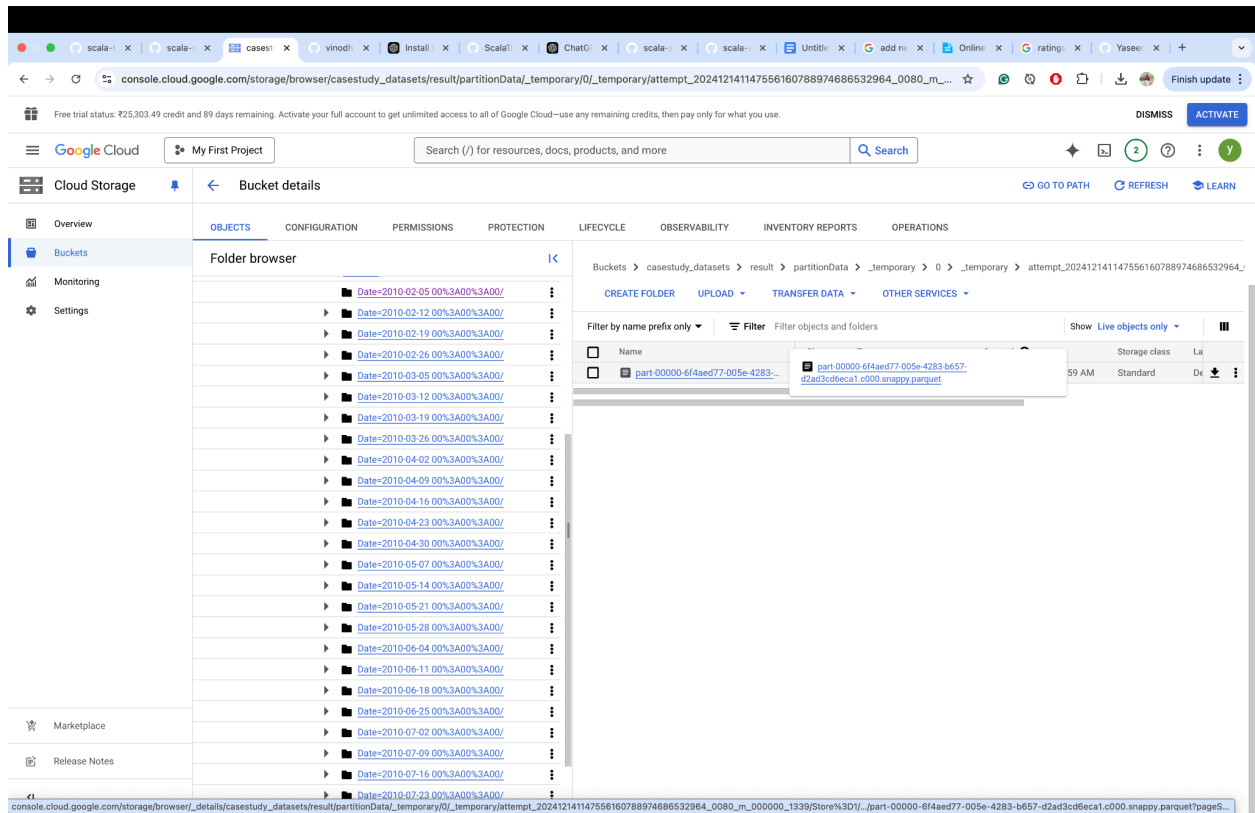 scala-t
scala-s
casest
vinodh
Install
ScalaTe
ChatGP
scala-s
scala-s
Untitle
add ne
Online
ratings
Yaseer
console.cloud.google.com/storage/browser/casestudy_datasets/result/partitionData/_temporary/0/_temporary/attempt_202412141147556160788974686532964_0080_m_...
Finish update
Free trial status: ₹25,303.49 credit and 89 days remaining. Activate your full account to get unlimited access to all of Google Cloud—use any remaining credits, then pay only for what you use.
DISMISS
ACTIVATE
Google Cloud
My First Project
Search (/) for resources, docs, products, and more
Search
2
y
Cloud Storage
Bucket details
GO TO PATH
REFRESH
LEARN
Overview
Buckets
Monitoring
Settings
Marketplace
Release Notes
OBJECTS
CONFIGURATION
PERMISSIONS
PROTECTION
LIFECYCLE
OBSERVABILITY
INVENTORY REPORTS
OPERATIONS
Folder browser
Date=2010-02-05 00%3A00%3A00/
Date=2010-02-12 00%3A00%3A00/
Date=2010-02-19 00%3A00%3A00/
Date=2010-02-26 00%3A00%3A00/
Date=2010-03-05 00%3A00%3A00/
Date=2010-03-12 00%3A00%3A00/
Date=2010-03-19 00%3A00%3A00/
Date=2010-03-26 00%3A00%3A00/
Date=2010-04-02 00%3A00%3A00/
Date=2010-04-09 00%3A00%3A00/
Date=2010-04-16 00%3A00%3A00/
Date=2010-04-23 00%3A00%3A00/
Date=2010-04-30 00%3A00%3A00/
Date=2010-05-07 00%3A00%3A00/
Date=2010-05-14 00%3A00%3A00/
Date=2010-05-21 00%3A00%3A00/
Date=2010-05-28 00%3A00%3A00/
Date=2010-06-04 00%3A00%3A00/
Date=2010-06-11 00%3A00%3A00/
Date=2010-06-18 00%3A00%3A00/
Date=2010-06-25 00%3A00%3A00/
Date=2010-07-02 00%3A00%3A00/
Date=2010-07-09 00%3A00%3A00/
Date=2010-07-16 00%3A00%3A00/
Date=2010-07-23 00%3A00%3A00/
Buckets > casestudy_datasets > result > partitionData > _temporary > 0 > _temporary > attempt_202412141147556160788974686532964_
CREATE FOLDER
UPLOAD
TRANSFER DATA
OTHER SERVICES
Filter by name prefix only
Filter
Filter objects and folders
Show Live objects only
Name
Storage class
La
part-00000-6f4aed77-005e-4283-...
59 AM
Standard
De
part-00000-6f4aed77-005e-4283-b657-
d2ad3cd6eca1.c000.snappy.parquet
console.cloud.google.com/storage/browser/_details/casestudy_datasets/result/partitionData/_temporary/0/_temporary/attempt_202412141147556160788974686532964_0080_m_000000_1339/Store%3D1/.../part-00000-6f4aed77-005e-4283-b657-d2ad3cd6eca1.c000.snappy.parquet?pageS...